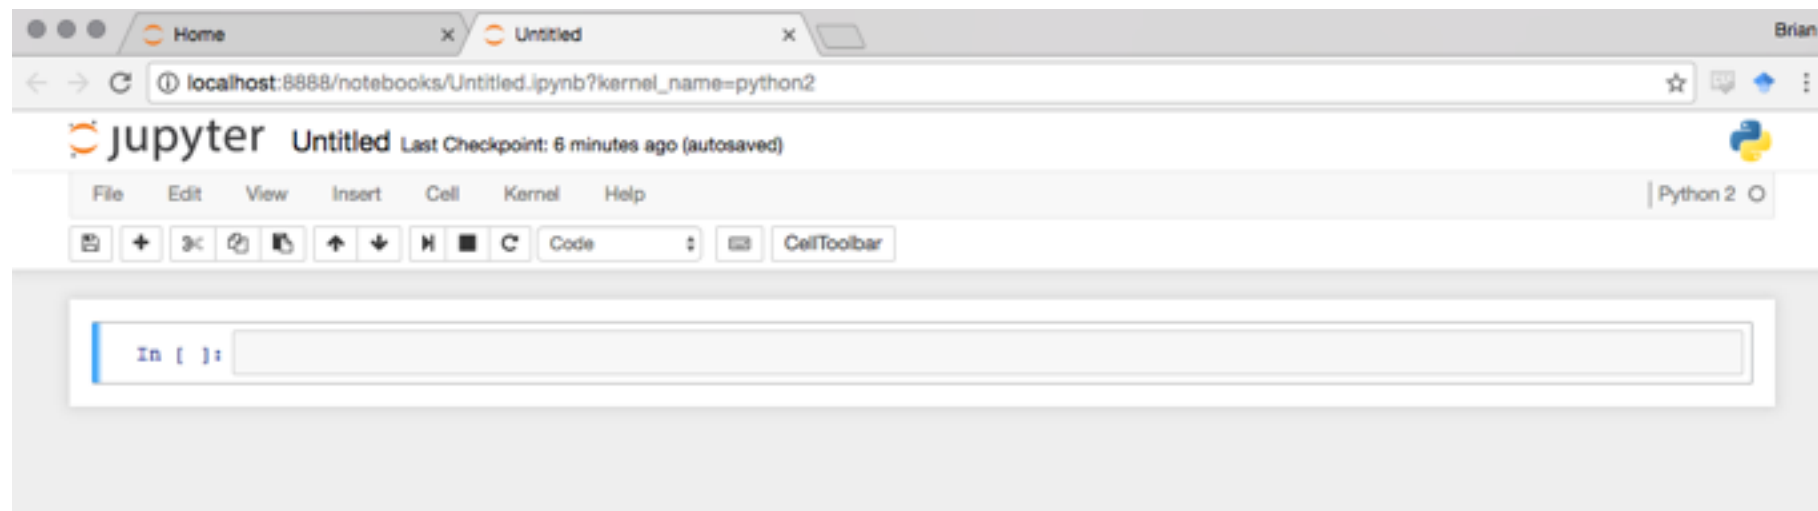 Home Untitled Brian
localhost:8888/notebooks/Untitled.ipynb?kernel_name=python2
jupyter Untitled Last Checkpoint: 6 minutes ago (autosaved)
File Edit View Insert Cell Kernel Help Python 2
Code CellToolbar
In [ ]: